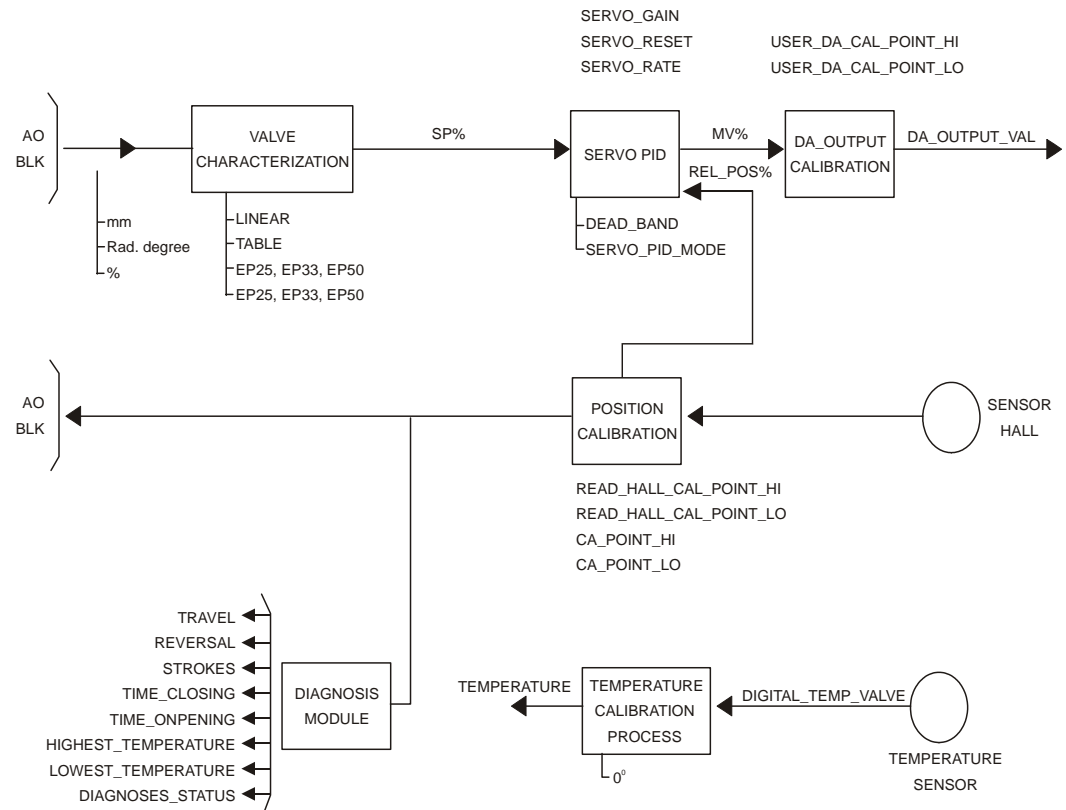 SERVO_GAIN
SERVO_RESET
SERVO_RATE
USER_DA_CAL_POINT_HI
USER_DA_CAL_POINT_LO
AO
BLK
VALVE
CHARACTERIZATION
SP%
SERVO PID
MV%
REL_POS%
DA_OUTPUT
CALIBRATION
DA_OUTPUT_VAL
mm
Rad. degree
%
LINEAR
TABLE
EP25, EP33, EP50
EP25, EP33, EP50
DEAD_BAND
SERVO_PID_MODE
AO
BLK
POSITION
CALIBRATION
SENSOR
HALL
READ_HALL_CAL_POINT_HI
READ_HALL_CAL_POINT_LO
CA_POINT_HI
CA_POINT_LO
TRAVEL
REVERSAL
STROKES
TIME_CLOSING
TIME_ONPENING
HIGHEST_TEMPERATURE
LOWEST_TEMPERATURE
DIAGNOSES_STATUS
DIAGNOSIS
MODULE
TEMPERATURE
TEMPERATURE
CALIBRATION
PROCESS
0⁰
DIGITAL_TEMP_VALVE
TEMPERATURE
SENSOR